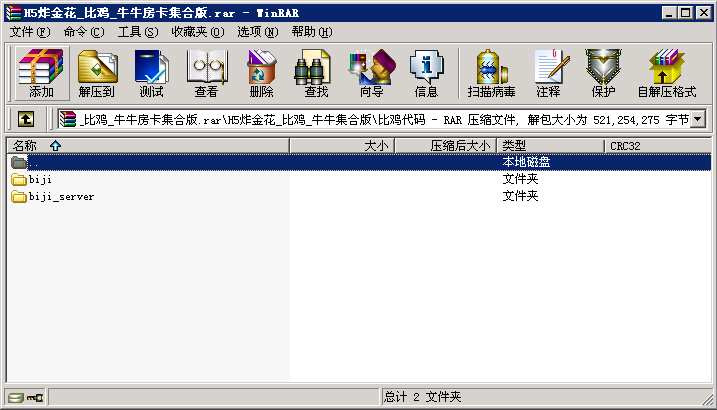 H5炸金花_比鸡_牛牛房卡集合版.rar - WinRAR
文件(F) 命令(C) 工具(S) 收藏夹(O) 选项(N) 帮助(H)
添加 解压到 测试 查看 删除 查找 向导 信息 扫描病毒 注释 保护 自解压格式
_比鸡_牛牛房卡集合版.rar\H5炸金花_比鸡_牛牛集合版\比鸡代码 - RAR 压缩文件, 解包大小为 521,254,275 字节
名称 大小 压缩后大小 类型 CRC32
.. 本地磁盘
biji 文件夹
biji_server 文件夹
总计 2 文件夹